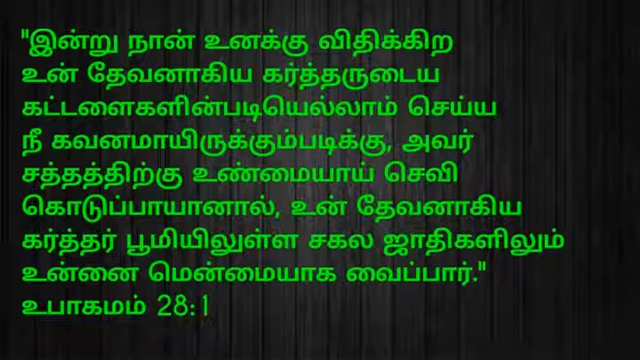 "இன்று நான் உனக்கு விதிக்கிற
உன் தேவனாகிய கர்த்தருடைய
கட்டளைகளின்படியெல்லாம் செய்ய
நீ கவனமாயிருக்கும்படிக்கு, அவர்
சத்தத்திற்கு உண்மையாய் செவி
கொடுப்பாயானால், உன் தேவனாகிய
கர்த்தர் பூமியிலுள்ள சகல ஜாதிகளிலும்
உன்னை மென்மையாக வைப்பார்."
உபாகமம் 28:1